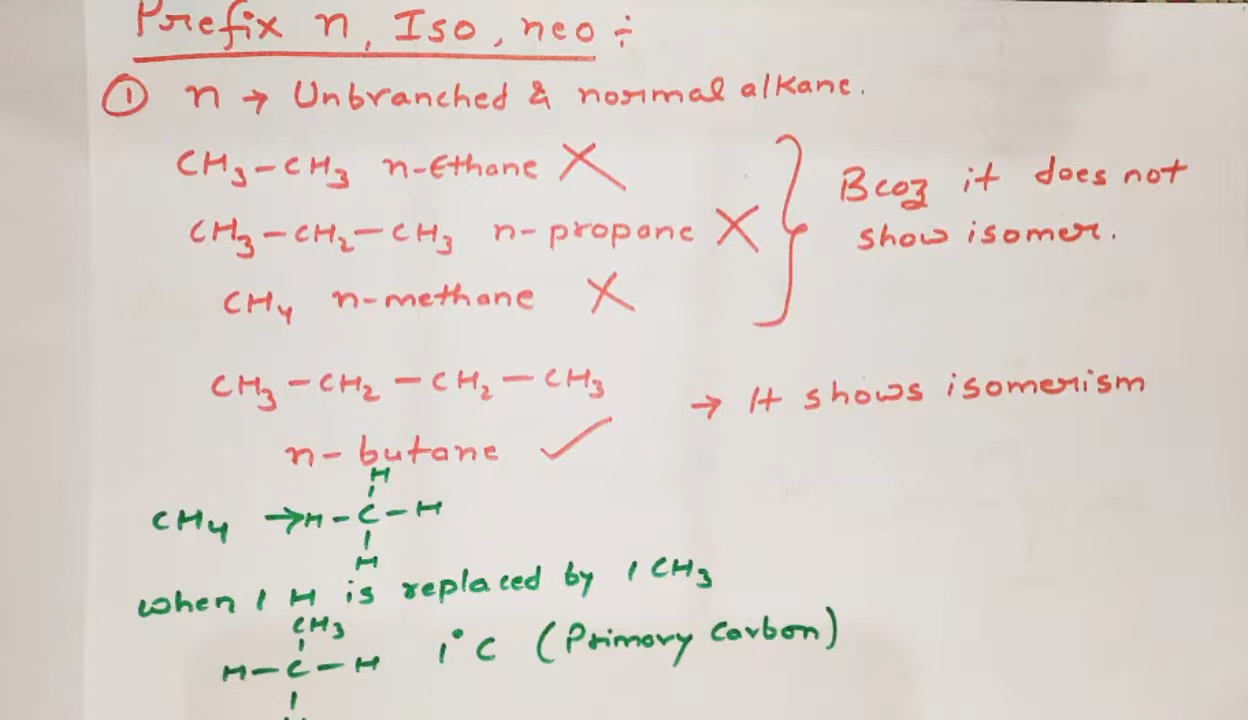 Prefix n, Iso, neo ÷
① n → Unbranched & normal alkane.
CH₃-CH₃ n-Ethane ✗
CH₃-CH₂-CH₃ n-propane ✗
CH₄ n-methane ✗
Bcoz it does not
show isomer.
CH₃-CH₂-CH₂-CH₃
n-butane ✓
→ It shows isomerism
H
CH₄ → H-C-H
H
when 1 H is replaced by 1 CH₃
CH₃
H-C-H 1° C (Primary Carbon)